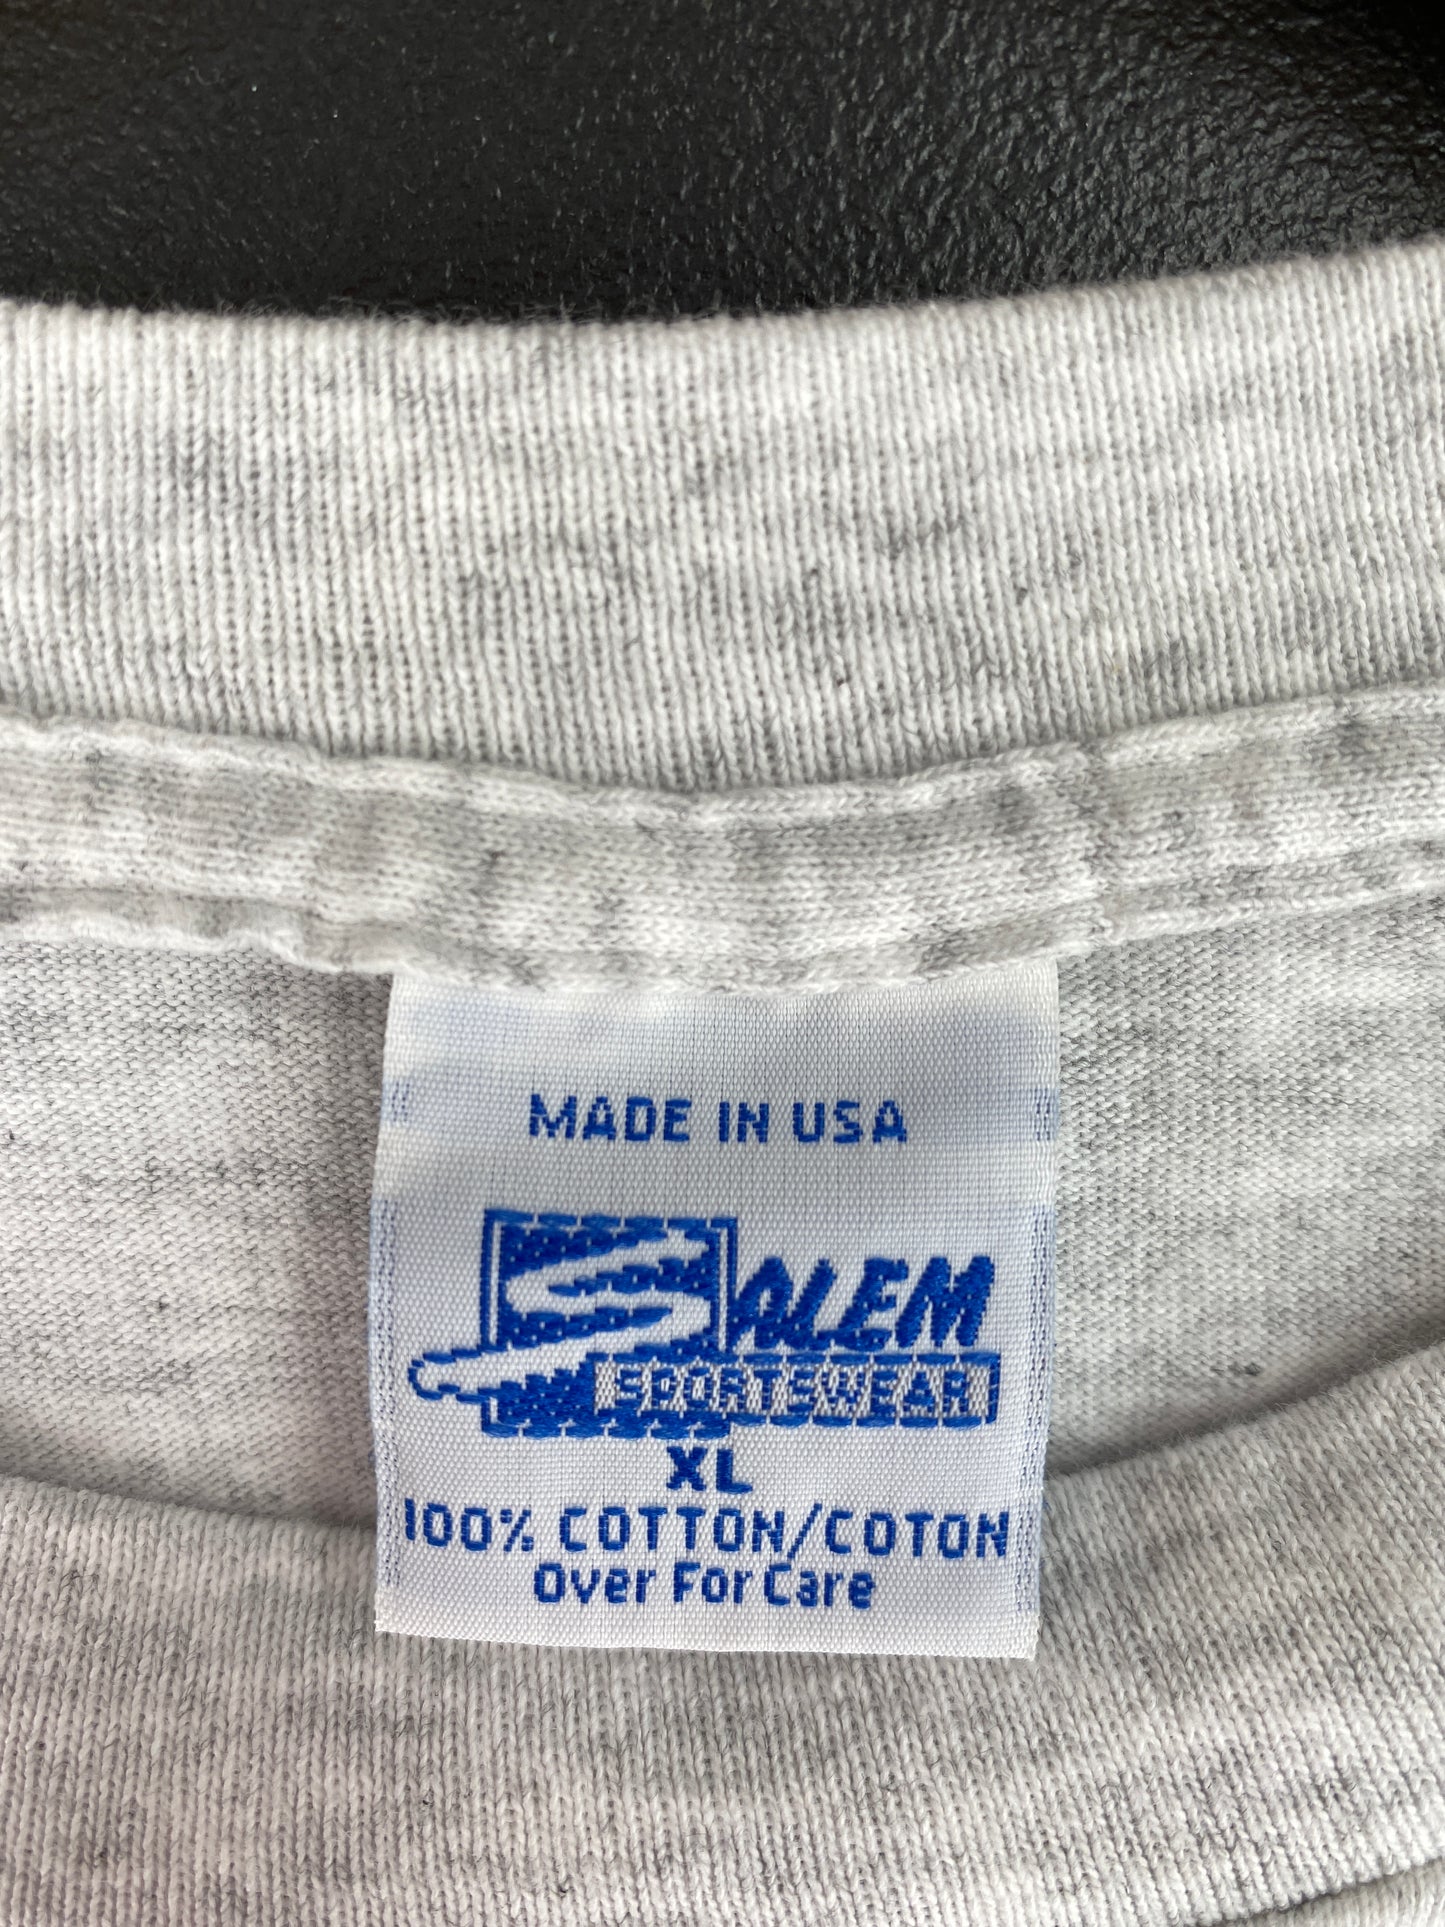 MADE IN USA
SALEM
SPORTSWEAR
XL
100% COTTON/COTON
Over For Care